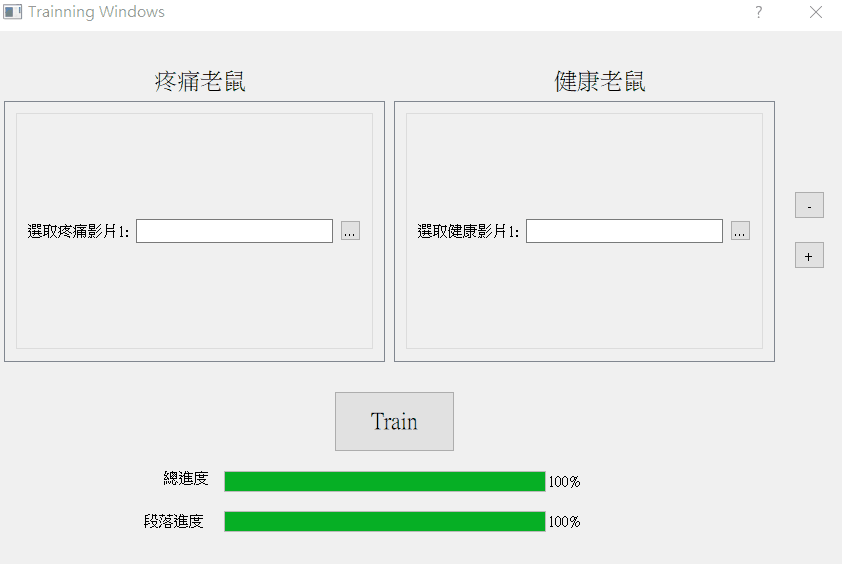 Trainning Windows
疼痛老鼠
健康老鼠
選取疼痛影片1:
...
選取健康影片1:
...
-
+
Train
總進度
100%
段落進度
100%